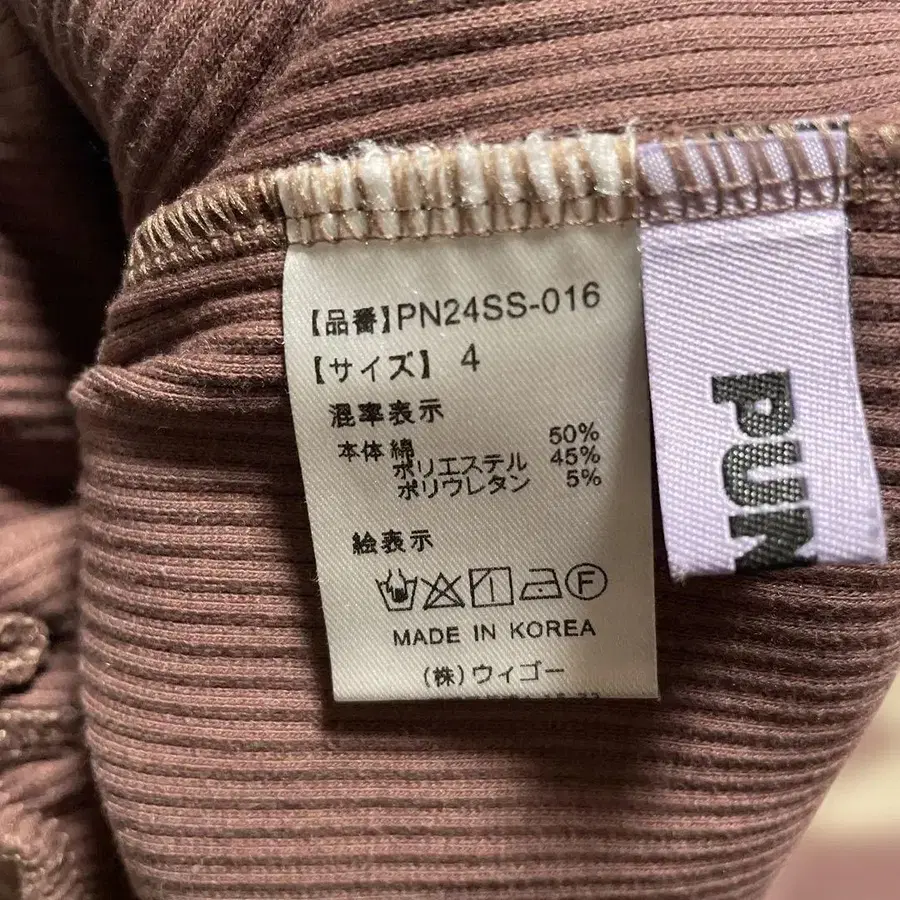 【品番】PN24SS-016
【サイズ】 4
混率表示
本体 綿 50%
ポリエステル 45%
ポリウレタン 5%
絵表示
F
MADE IN KOREA
(株)ウィゴー
PUN